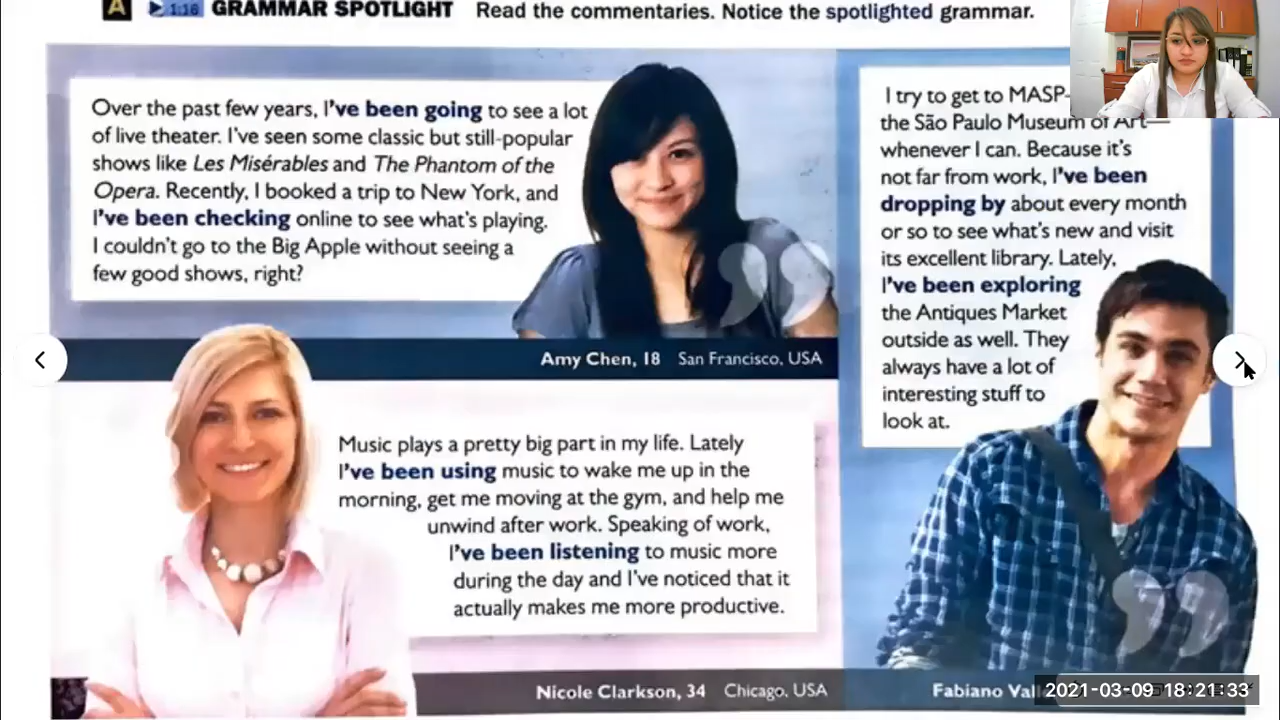 A 1:16 GRAMMAR SPOTLIGHT Read the commentaries. Notice the spotlighted grammar.
Over the past few years, I've been going to see a lot
of live theater. I've seen some classic but still-popular
shows like Les Misérables and The Phantom of the
Opera. Recently, I booked a trip to New York, and
I've been checking online to see what's playing.
I couldn't go to the Big Apple without seeing a
few good shows, right?
Amy Chen, 18 San Francisco, USA
Music plays a pretty big part in my life. Lately
I've been using music to wake me up in the
morning, get me moving at the gym, and help me
unwind after work. Speaking of work,
I've been listening to music more
during the day and I've noticed that it
actually makes me more productive.
Nicole Clarkson, 34 Chicago, USA
I try to get to MASP—
the São Paulo Museum of Art—
whenever I can. Because it's
not far from work, I've been
dropping by about every month
or so to see what's new and visit
its excellent library. Lately,
I've been exploring
the Antiques Market
outside as well. They
always have a lot of
interesting stuff to
look at.
Fabiano
2021-03-09 18:21:33